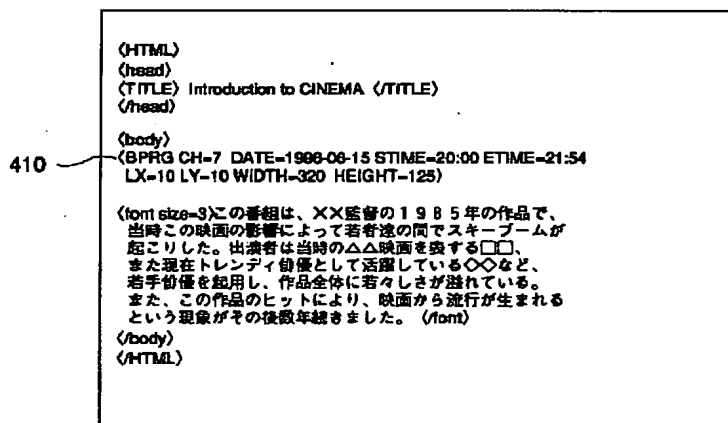 〈HTML〉
〈head〉
〈TITLE〉 Introduction to CINEMA 〈/TITLE〉
〈/head〉
〈body〉
410
〈BPRG CH=7 DATE=1996-06-15 STIME=20:00 ETIME=21:54
LX=10 LY=10 WIDTH=320 HEIGHT=125〉
〈font size=3〉この番組は、××監督の1985年の作品で、
当時この映画の影響によって若者達の間でスキーブームが
起こりした。出演者は当時の△△映画を喪する□□、
また現在トレンディ俳優として活躍している◇◇など、
若手俳優を起用し、作品全体に若々しさが溢れている。
また、この作品のヒットにより、映画から流行が生まれる
という現象がその後数年続きました。〈/font〉
〈/body〉
〈/HTML〉